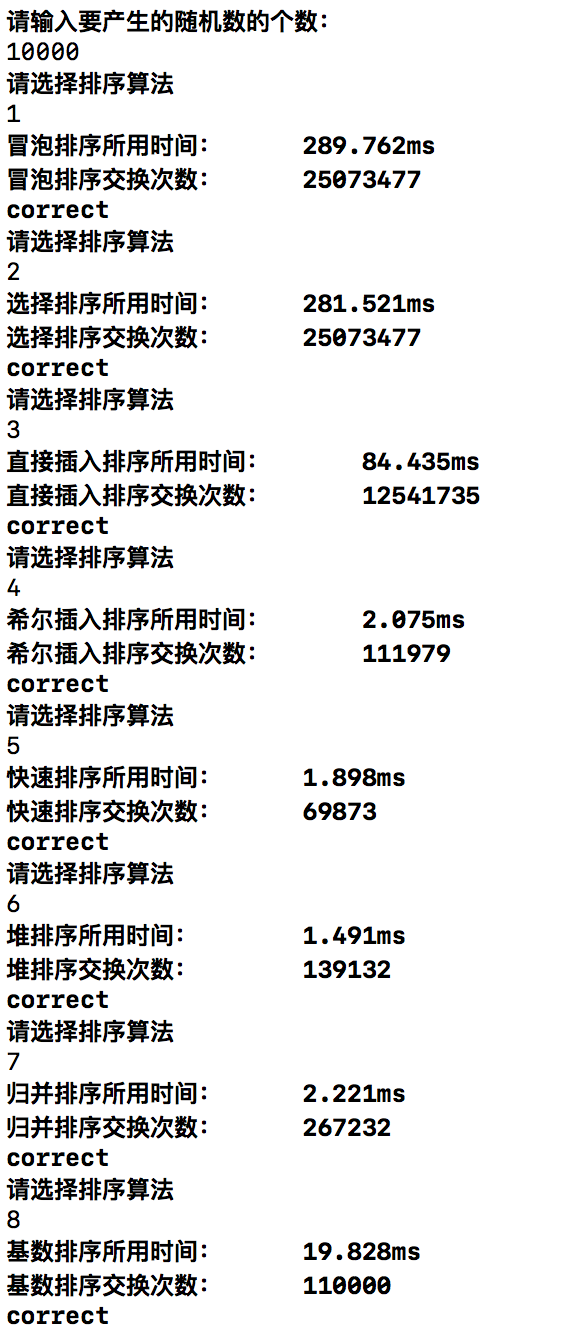 请输入要产生的随机数的个数：
10000
请选择排序算法
1
冒泡排序所用时间： 289.762ms
冒泡排序交换次数： 25073477
correct
请选择排序算法
2
选择排序所用时间： 281.521ms
选择排序交换次数： 25073477
correct
请选择排序算法
3
直接插入排序所用时间： 84.435ms
直接插入排序交换次数： 12541735
correct
请选择排序算法
4
希尔插入排序所用时间： 2.075ms
希尔插入排序交换次数： 111979
correct
请选择排序算法
5
快速排序所用时间： 1.898ms
快速排序交换次数： 69873
correct
请选择排序算法
6
堆排序所用时间： 1.491ms
堆排序交换次数： 139132
correct
请选择排序算法
7
归并排序所用时间： 2.221ms
归并排序交换次数： 267232
correct
请选择排序算法
8
基数排序所用时间： 19.828ms
基数排序交换次数： 110000
correct